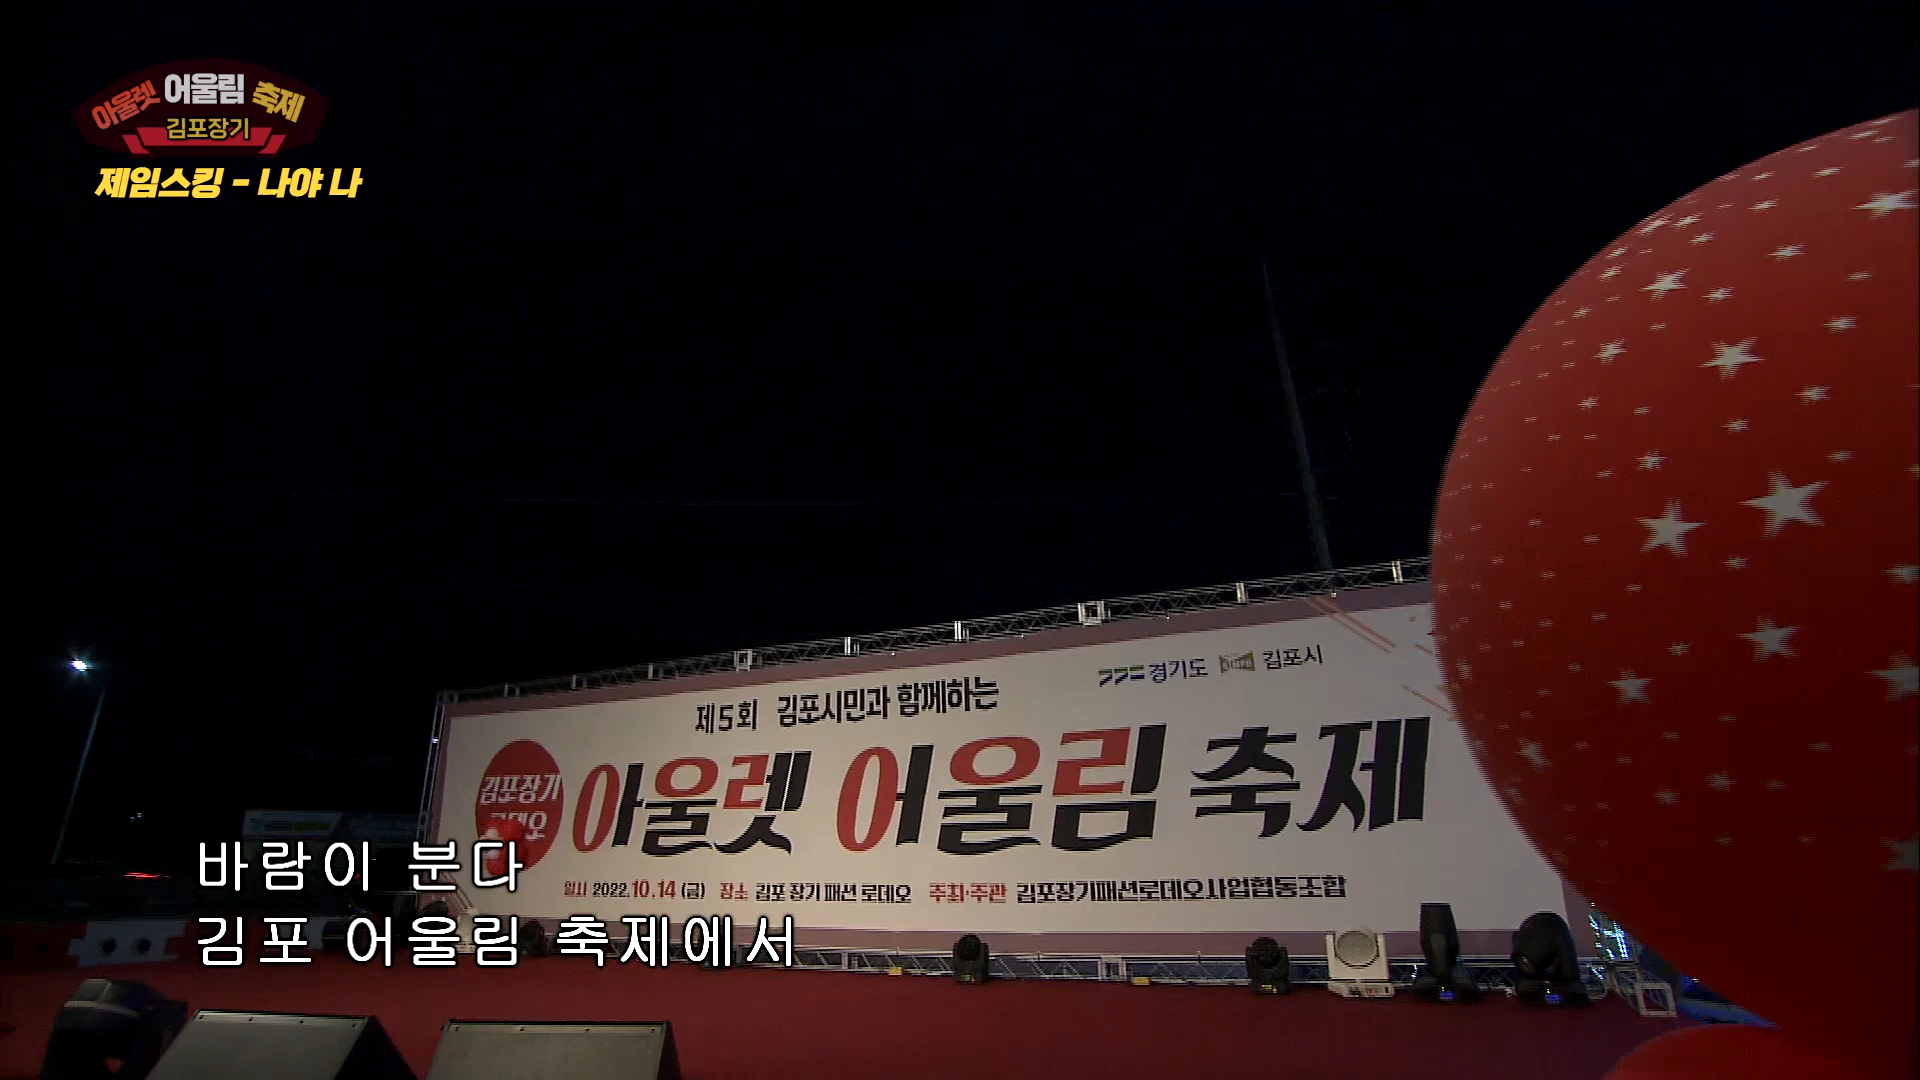 아울렛 어울림 축제
김포장기
제임스킹 - 나야 나
경기도 김포시
제5회 김포시민과 함께하는
김포장기
아울렛 어울림 축제
일시 2022.10.14 (금) 장소 김포 장기 패션 로데오 주최·주관 김포장기패션로데오사업협동조합
바람이 분다
김포 어울림 축제에서